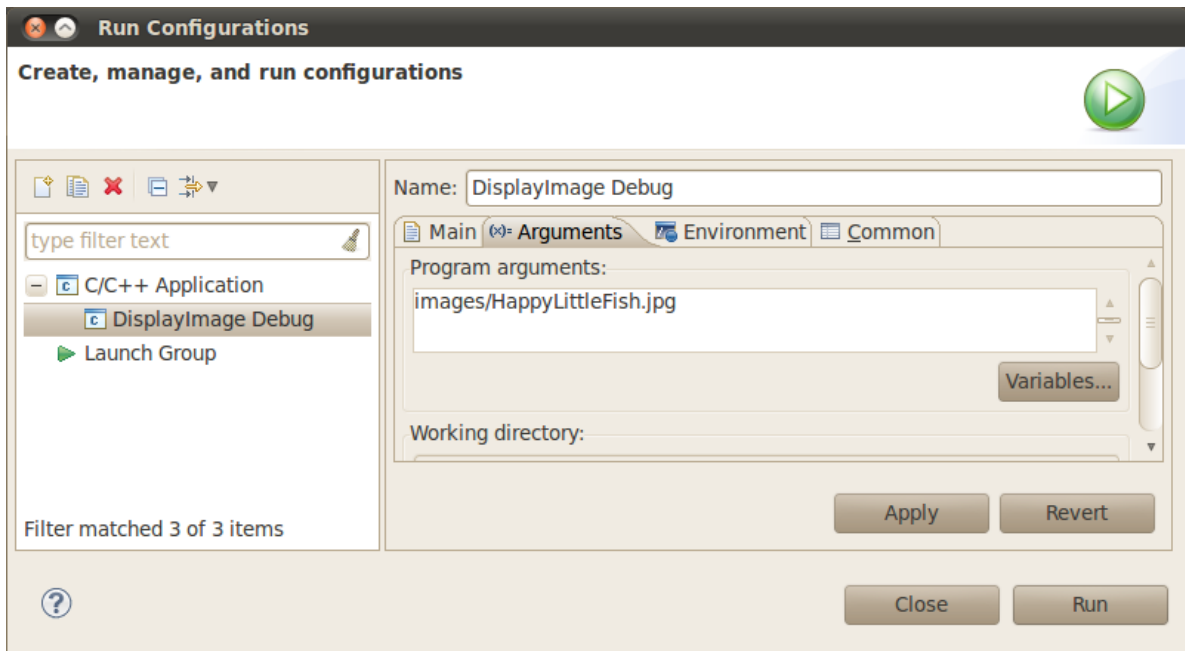 Run Configurations
Create, manage, and run configurations
type filter text
C/C++ Application
DisplayImage Debug
Launch Group
Filter matched 3 of 3 items
Name: DisplayImage Debug
Main (x)= Arguments Environment Common
Program arguments:
images/HappyLittleFish.jpg
Variables...
Working directory:
Apply Revert
? Close Run